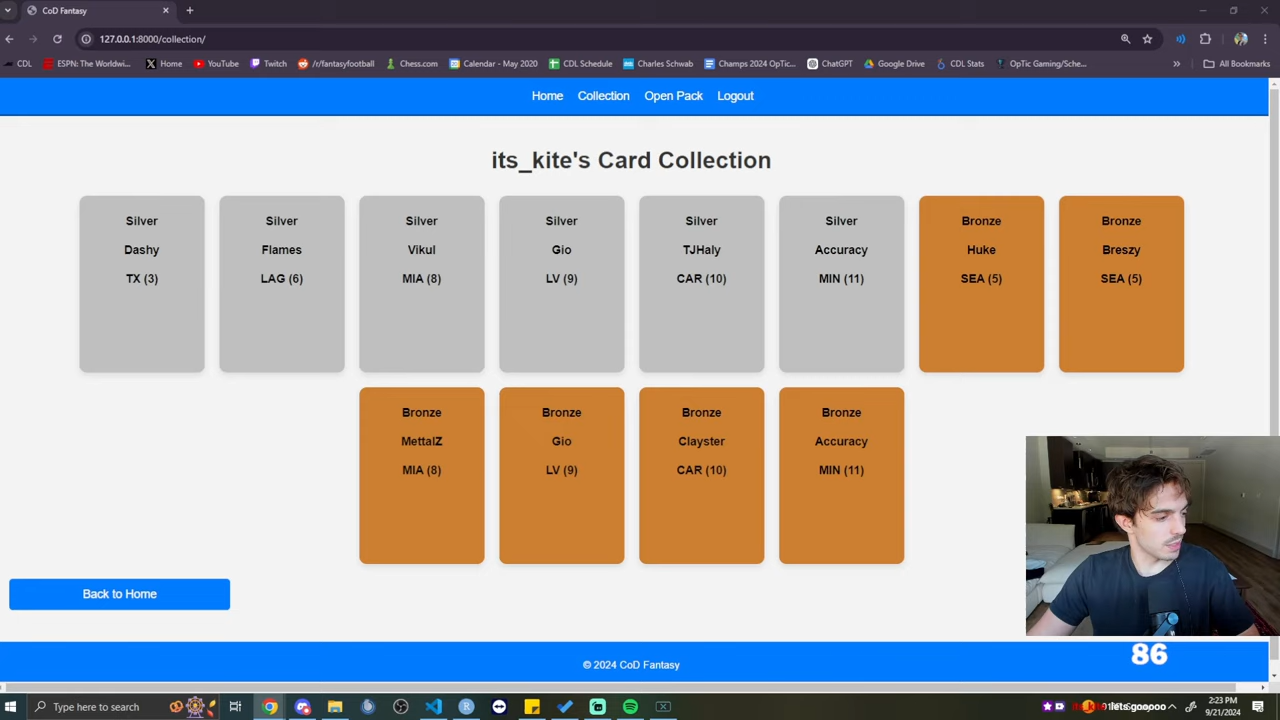 CoD Fantasy
127.0.0.1:8000/collection/
CDL
ESPN: The Worldwi...
Home
YouTube
Twitch
/r/fantasyfootball
Chess.com
Calendar - May 2020
CDL Schedule
Charles Schwab
Champs 2024 OpTic...
ChatGPT
Google Drive
CDL Stats
OpTic Gaming/Sche...
All Bookmarks
Home Collection Open Pack Logout
its_kite's Card Collection
Silver
Dashy
TX (3)
Silver
Flames
LAG (6)
Silver
Vikul
MIA (8)
Silver
Gio
LV (9)
Silver
TJHaly
CAR (10)
Silver
Accuracy
MIN (11)
Bronze
Huke
SEA (5)
Bronze
Breszy
SEA (5)
Bronze
MettalZ
MIA (8)
Bronze
Gio
LV (9)
Bronze
Clayster
CAR (10)
Bronze
Accuracy
MIN (11)
Back to Home
© 2024 CoD Fantasy
86
Type here to search
2:23 PM
9/21/2024